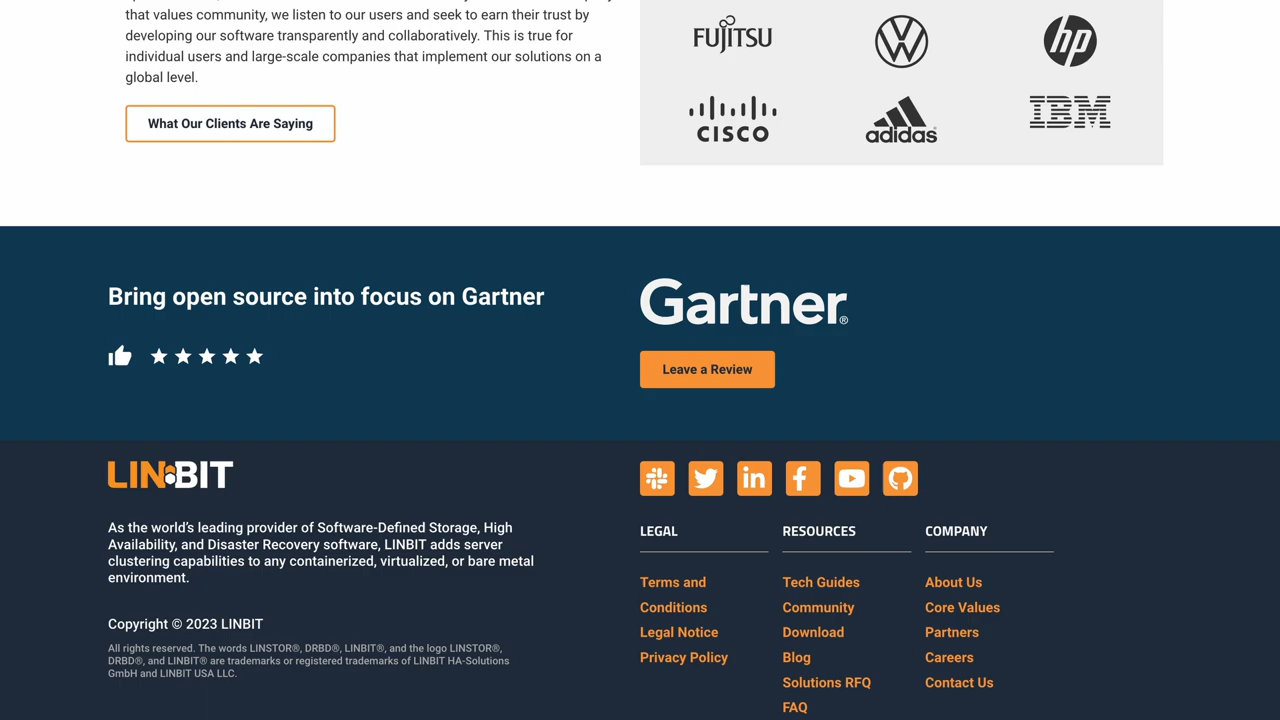 that values community, we listen to our users and seek to earn their trust by
developing our software transparently and collaboratively. This is true for
individual users and large-scale companies that implement our solutions on a
global level.
What Our Clients Are Saying
FUJITSU
hp
CISCO
adidas
IBM
Bring open source into focus on Gartner
Gartner®
Leave a Review
LINBIT
As the world's leading provider of Software-Defined Storage, High
Availability, and Disaster Recovery software, LINBIT adds server
clustering capabilities to any containerized, virtualized, or bare metal
environment.
Copyright © 2023 LINBIT
All rights reserved. The words LINSTOR®, DRBD®, LINBIT®, and the logo LINSTOR®,
DRBD®, and LINBIT® are trademarks or registered trademarks of LINBIT HA-Solutions
GmbH and LINBIT USA LLC.
LEGAL
Terms and
Conditions
Legal Notice
Privacy Policy
RESOURCES
Tech Guides
Community
Download
Blog
Solutions RFQ
FAQ
COMPANY
About Us
Core Values
Partners
Careers
Contact Us